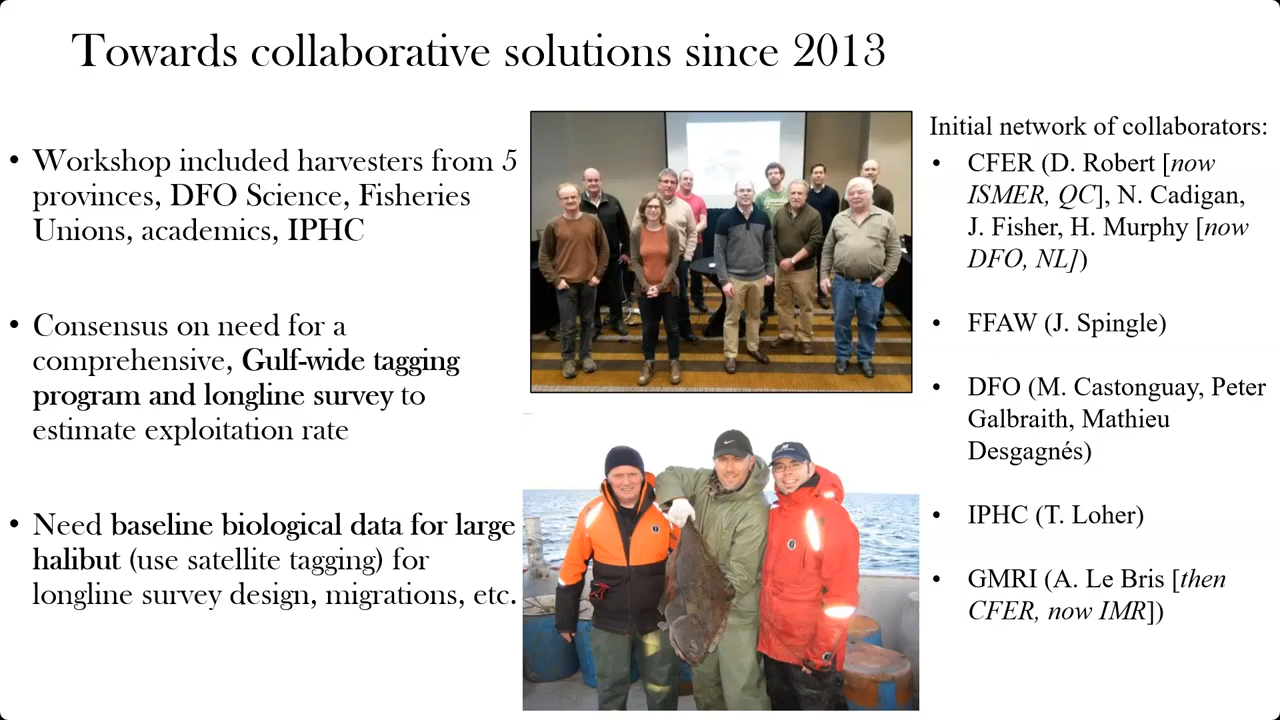 Towards collaborative solutions since 2013
• Workshop included harvesters from 5
provinces, DFO Science, Fisheries
Unions, academics, IPHC
• Consensus on need for a
comprehensive, Gulf-wide tagging
program and longline survey to
estimate exploitation rate
• Need baseline biological data for large
halibut (use satellite tagging) for
longline survey design, migrations, etc.
Initial network of collaborators:
• CFER (D. Robert [now
ISMER, QC], N. Cadigan,
J. Fisher, H. Murphy [now
DFO, NL])
• FFAW (J. Spingle)
• DFO (M. Castonguay, Peter
Galbraith, Mathieu
Desgagnés)
• IPHC (T. Loher)
• GMRI (A. Le Bris [then
CFER, now IMR])